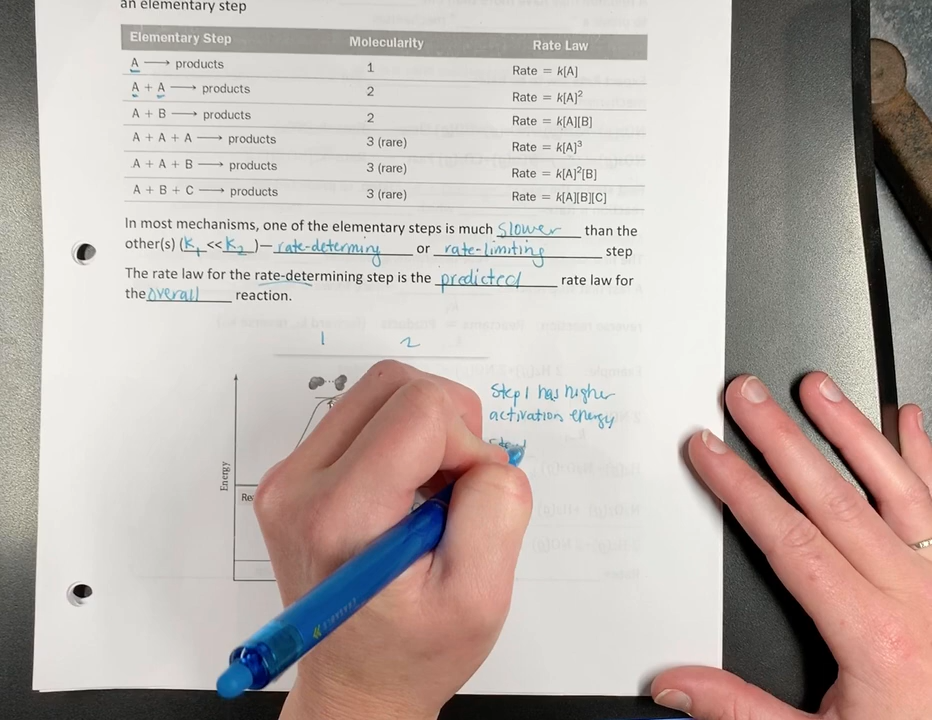 an elementary step
Elementary Step Molecularity Rate Law
A ⟶ products 1 Rate = k[A]
A + A ⟶ products 2 Rate = k[A]²
A + B ⟶ products 2 Rate = k[A][B]
A + A + A ⟶ products 3 (rare) Rate = k[A]³
A + A + B ⟶ products 3 (rare) Rate = k[A]²[B]
A + B + C ⟶ products 3 (rare) Rate = k[A][B][C]
In most mechanisms, one of the elementary steps is much slower than the
other(s) (k₁ << k₂)– rate-determing or rate-limiting step
The rate law for the rate-determining step is the predicted rate law for
the overall reaction.
1 2
Step 1 has higher
activation energy
Energy